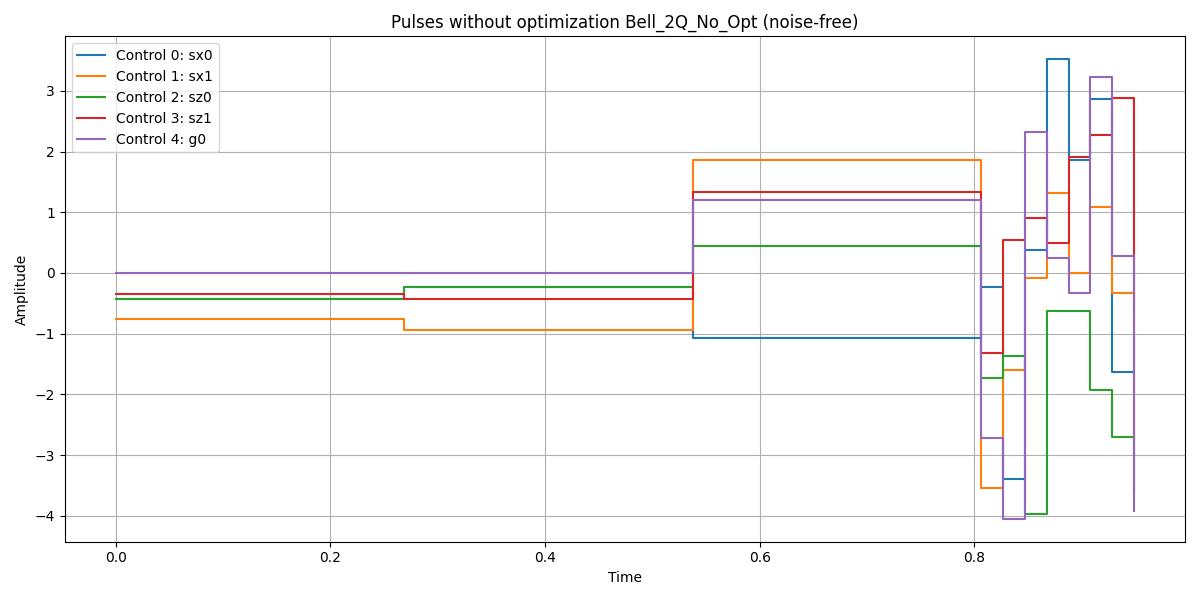 Pulses without optimization Bell_2Q_No_Opt (noise-free)
Control 0: sx0
Control 1: sx1
Control 2: sz0
Control 3: sz1
Control 4: g0
Amplitude
3
2
1
0
−1
−2
−3
−4
0.0 0.2 0.4 0.6 0.8
Time